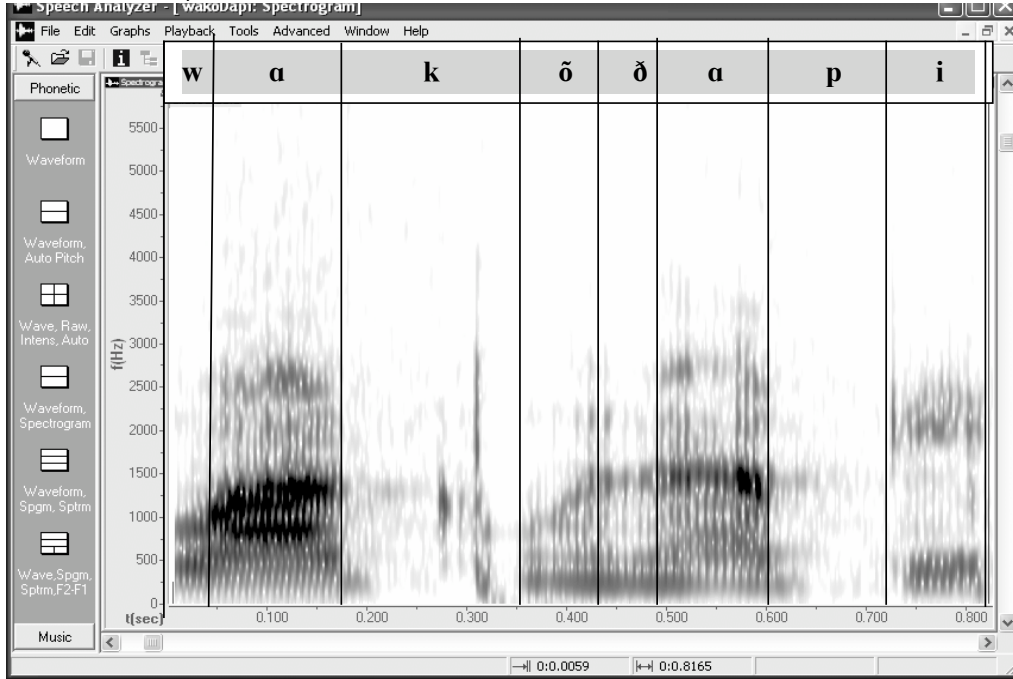 Speech Analyzer - [WakoDapi: Spectrogram]
File Edit Graphs Playback Tools Advanced Window Help
w ɑ k õ ð ɑ p i
Phonetic
Waveform
Waveform,
Auto Pitch
Wave, Raw,
Intens, Auto
Waveform,
Spectrogram
Waveform,
Spgm, Sptrm
Wave,Spgm,
Sptrm,F2-F1
Music
f(Hz)
5500
5000
4500
4000
3500
3000
2500
2000
1500
1000
500
0
t(sec) 0.100 0.200 0.300 0.400 0.500 0.600 0.700 0.800
0:0.0059 0:0.8165